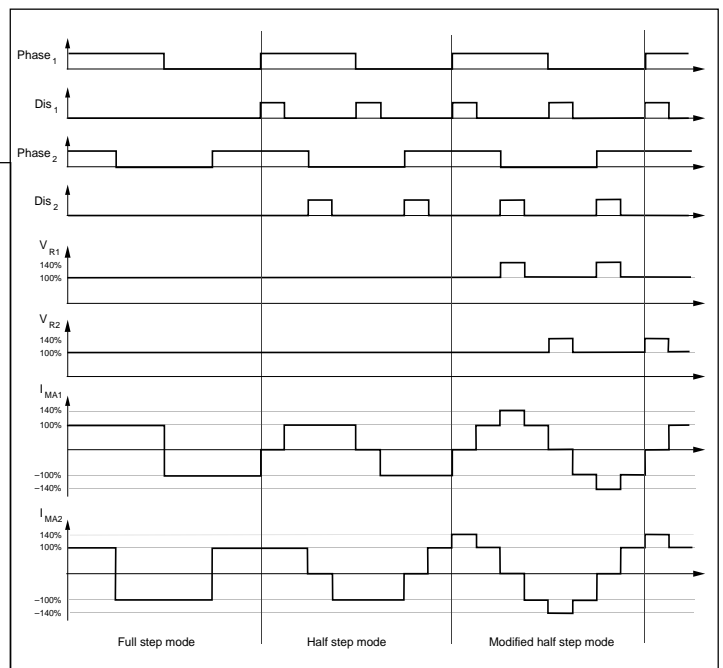 Phase 1
Dis 1
Phase 2
Dis 2
V R1
140%
100%
V R2
140%
100%
I MA1
140%
100%
–100%
–140%
I MA2
140%
100%
–100%
–140%
Full step mode Half step mode Modified half step mode